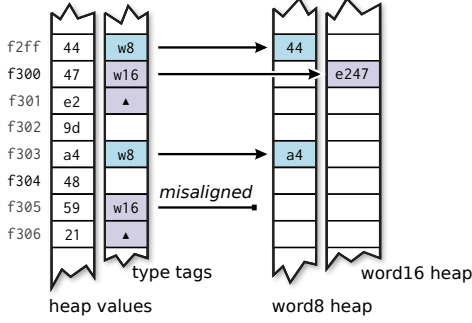 f2ff 44 w8 44
f300 47 w16 e247
f301 e2 ▲
f302 9d
f303 a4 w8 a4
f304 48
misaligned
f305 59 w16
f306 21 ▲
type tags word16 heap
heap values word8 heap